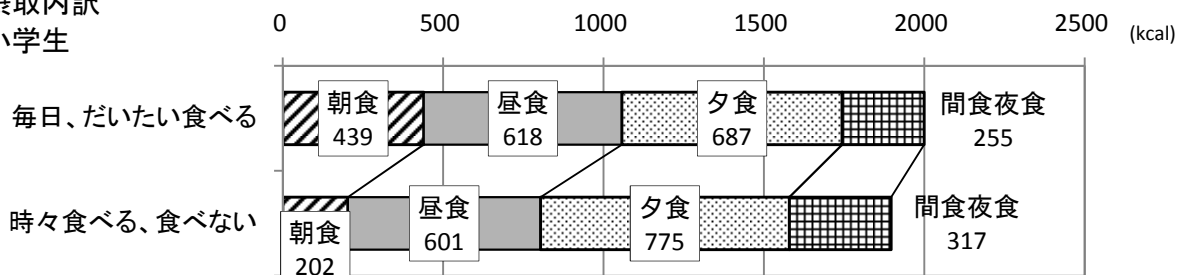 摂取内訳
小学生
0 500 1000 1500 2000 2500 (kcal)
毎日、だいたい食べる
朝食
439
昼食
618
夕食
687
間食夜食
255
時々食べる、食べない
朝食
202
昼食
601
夕食
775
間食夜食
317